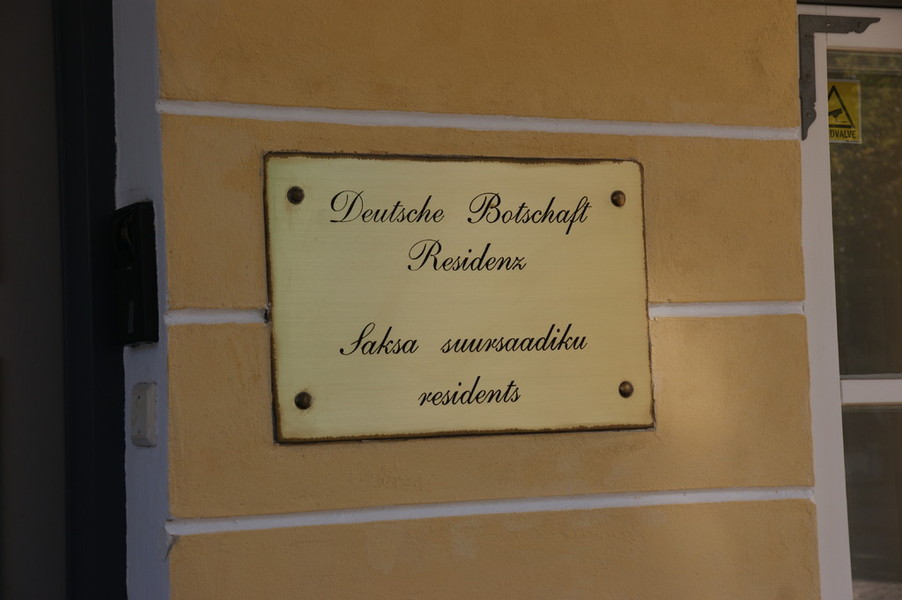 Deutsche Botschaft
Residenz
Saksa suursaadiku
residents